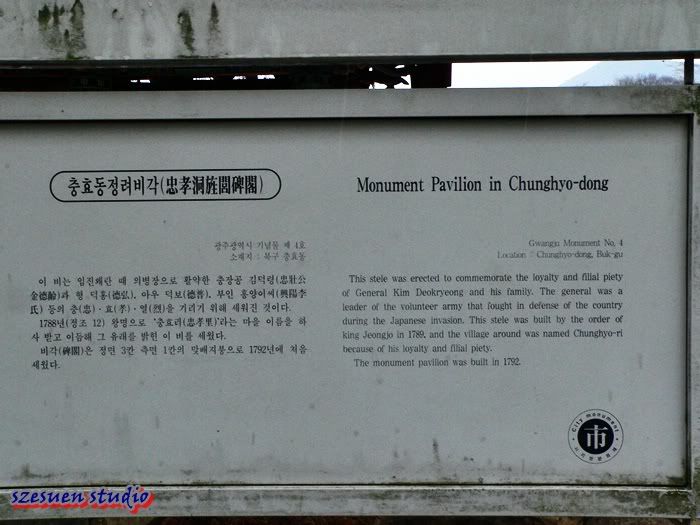 충효동정려비각(忠孝洞旌閭碑閣)
광주광역시 기념물 제 4호
소재지 : 북구 충효동
이 비는 임진왜란 때 의병장으로 활약한 충장공 김덕령(忠壯公
金德齡)과 형 덕홍(德弘), 아우 덕보(德普), 부인 흥양이씨(興陽李
氏) 등의 충(忠)·효(孝)·열(烈)을 기리기 위해 세워진 것이다.
1788년(정조 12) 왕명으로 '충효리(忠孝里)'라는 마을 이름을 하
사 받고 이듬해 그 유래를 밝힌 이 비를 세웠다.
비각(碑閣)은 정면 3칸 측면 1칸의 맞배지붕으로 1792년에 처음
세웠다.
Monument Pavilion in Chunghyo-dong
Gwangju Monument No, 4
Location : Chunghyo-dong, Buk-gu
This stele was erected to commemorate the loyalty and filial piety
of General Kim Deokryeong and his family. The general was a
leader of the volunteer army that fought in defense of the country
during the Japanese invasion. This stele was built by the order of
king Jeongjo in 1789, and the village around was named Chunghyo-ri
because of his loyalty and filial piety.
The monument pavilion was built in 1792.
City monument
市
szesuen studio